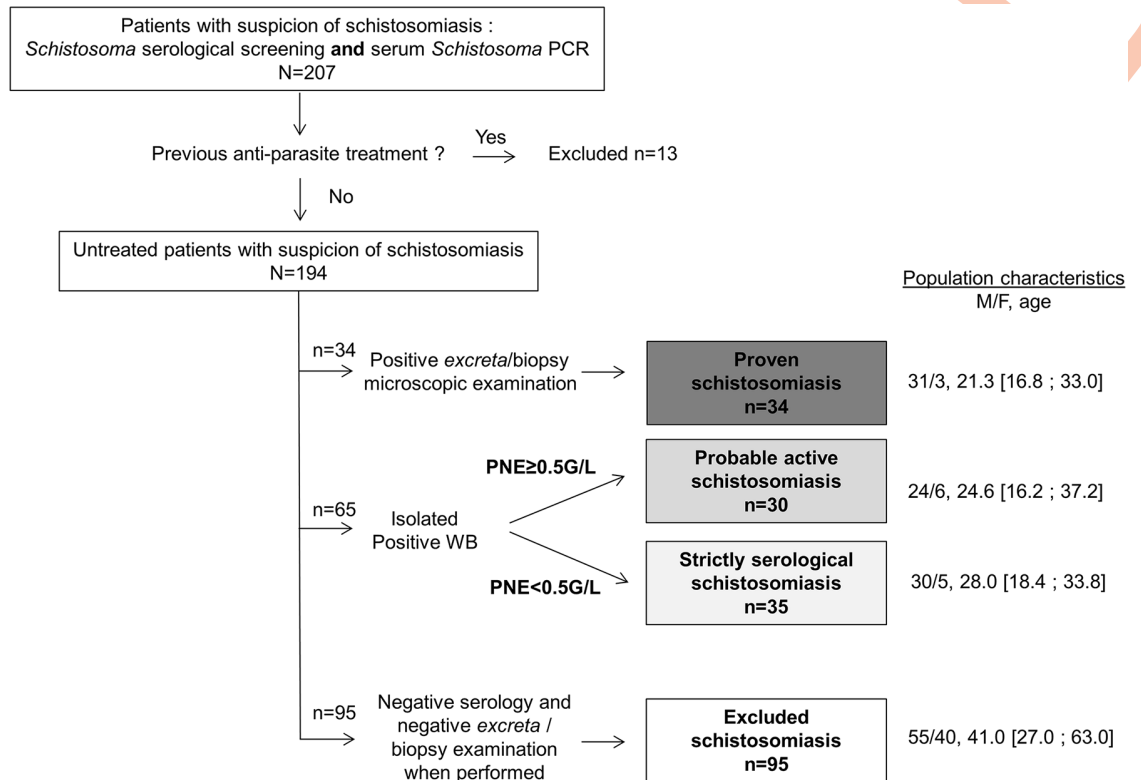 Patients with suspicion of schistosomiasis :
Schistosoma serological screening and serum Schistosoma PCR
N=207
Previous anti-parasite treatment ?
Yes
Excluded n=13
No
Untreated patients with suspicion of schistosomiasis
N=194
Population characteristics
M/F, age
n=34
Positive excreta/biopsy
microscopic examination
Proven
schistosomiasis
n=34
31/3, 21.3 [16.8 ; 33.0]
n=65
Isolated
Positive WB
PNE≥0.5G/L
Probable active
schistosomiasis
n=30
24/6, 24.6 [16.2 ; 37.2]
PNE<0.5G/L
Strictly serological
schistosomiasis
n=35
30/5, 28.0 [18.4 ; 33.8]
n=95
Negative serology and
negative excreta /
biopsy examination
when performed
Excluded
schistosomiasis
n=95
55/40, 41.0 [27.0 ; 63.0]